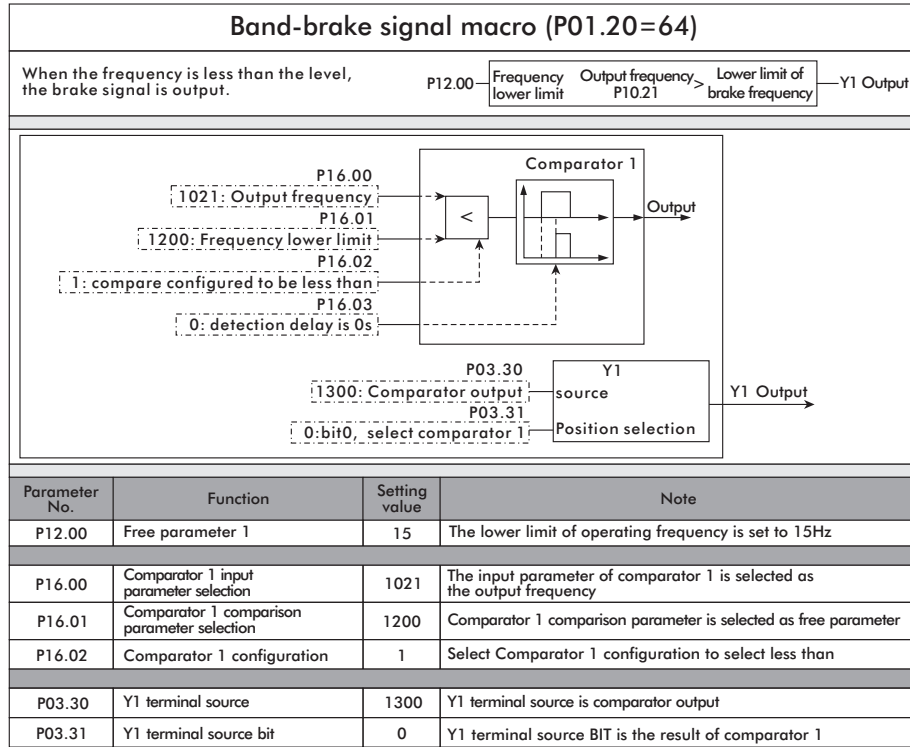 Band-brake signal macro (P01.20=64)
When the frequency is less than the level,
the brake signal is output.
P12.00
Frequency
lower limit
Output frequency
P10.21
>
Lower limit of
brake frequency
Y1 Output
P16.00
1021: Output frequency
P16.01
1200: Frequency lower limit
P16.02
1: compare configured to be less than
P16.03
0: detection delay is 0s
<
Comparator 1
Output
P03.30
1300: Comparator output
P03.31
0:bit0, select comparator 1
Y1
source
Position selection
Y1 Output
Parameter
No.
Function
Setting
value
Note
P12.00 Free parameter 1 15 The lower limit of operating frequency is set to 15Hz
P16.00 Comparator 1 input
parameter selection 1021 The input parameter of comparator 1 is selected as
the output frequency
P16.01 Comparator 1 comparison
parameter selection 1200 Comparator 1 comparison parameter is selected as free parameter
P16.02 Comparator 1 configuration 1 Select Comparator 1 configuration to select less than
P03.30 Y1 terminal source 1300 Y1 terminal source is comparator output
P03.31 Y1 terminal source bit 0 Y1 terminal source BIT is the result of comparator 1